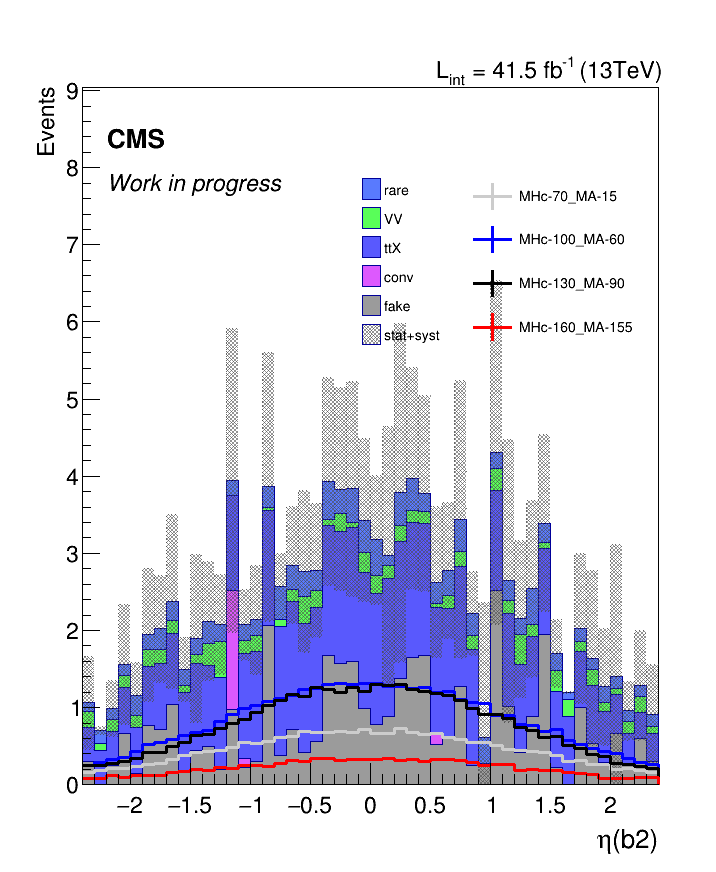 L_int = 41.5 fb^-1 (13TeV)
Events
9
8
7
6
5
4
3
2
1
0
CMS
Work in progress
rare
VV
ttX
conv
fake
stat+syst
MHc-70_MA-15
MHc-100_MA-60
MHc-130_MA-90
MHc-160_MA-155
−2 −1.5 −1 −0.5 0 0.5 1 1.5 2
η(b2)